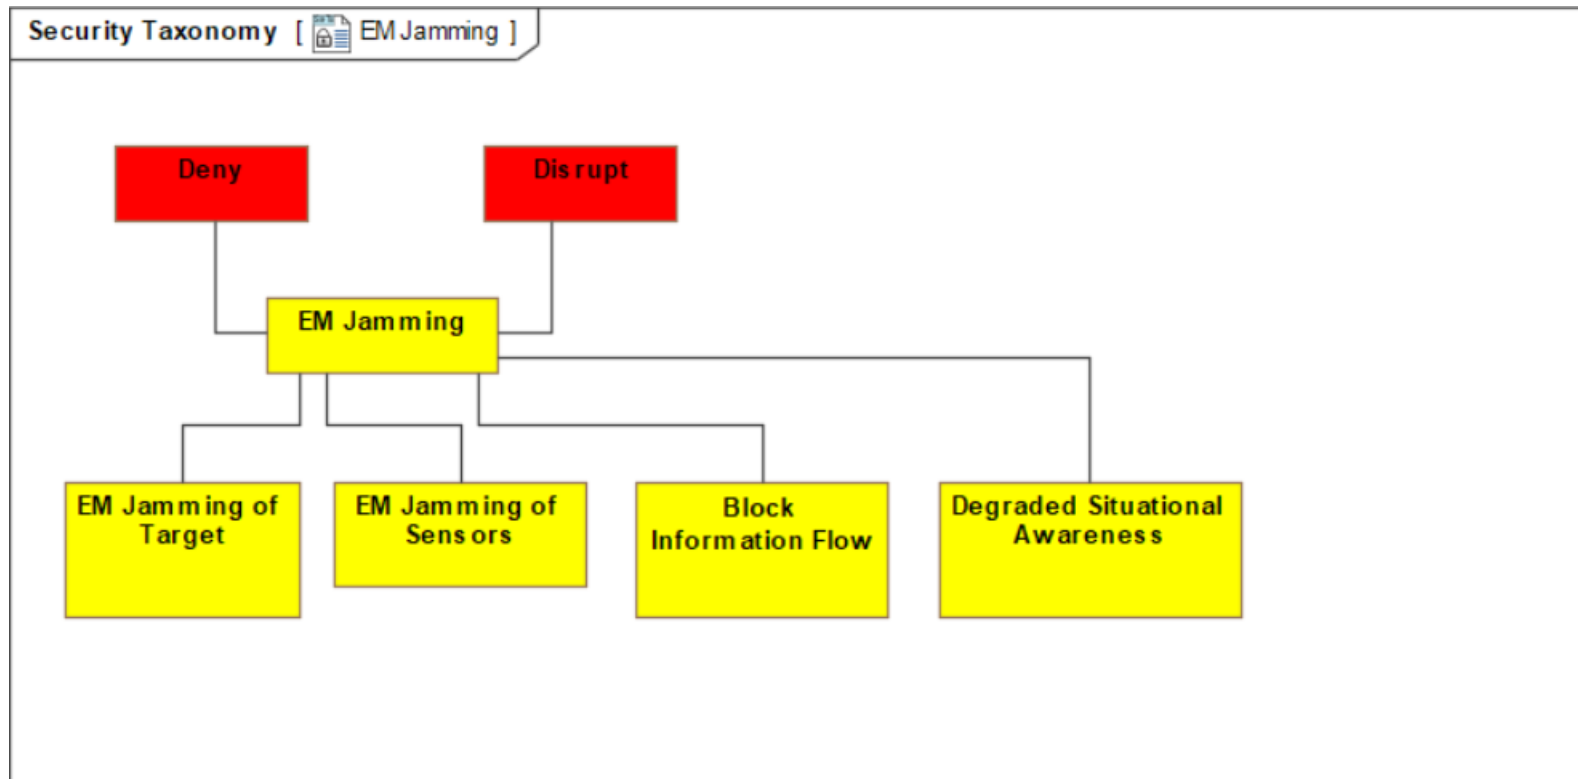 Security Taxonomy [ EM Jamming ]
Deny
Disrupt
EM Jamming
EM Jamming of
Target
EM Jamming of
Sensors
Block
Information Flow
Degraded Situational
Awareness